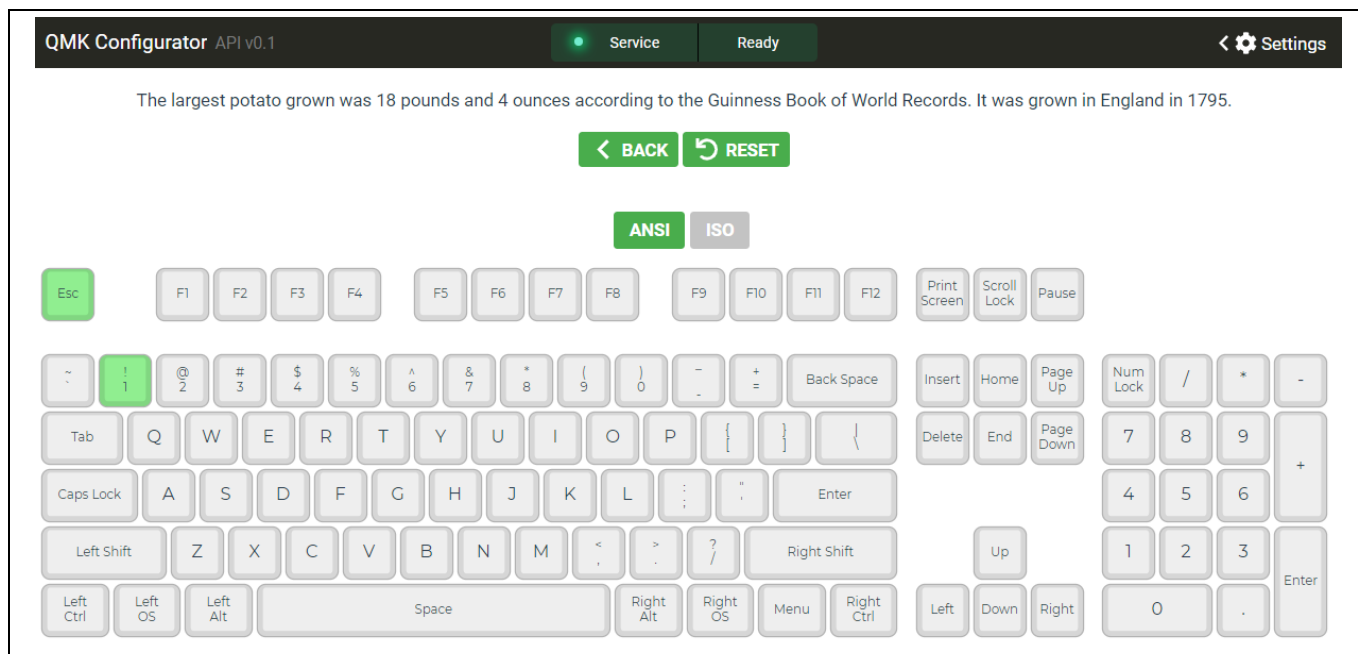 QMK Configurator API v0.1 Service Ready Settings
The largest potato grown was 18 pounds and 4 ounces according to the Guinness Book of World Records. It was grown in England in 1795.
BACK RESET
ANSI ISO
Esc F1 F2 F3 F4 F5 F6 F7 F8 F9 F10 F11 F12 Print Screen Scroll Lock Pause
~ ` ! 1 @ 2 # 3 $ 4 % 5 ^ 6 & 7 * 8 ( 9 ) 0 _ - + = Back Space Insert Home Page Up Num Lock / * -
Tab Q W E R T Y U I O P { [ } ] | \ Delete End Page Down 7 8 9 +
Caps Lock A S D F G H J K L : ; " ' Enter 4 5 6
Left Shift Z X C V B N M < , > . ? / Right Shift Up 1 2 3 Enter
Left Ctrl Left OS Left Alt Space Right Alt Right OS Menu Right Ctrl Left Down Right 0 .